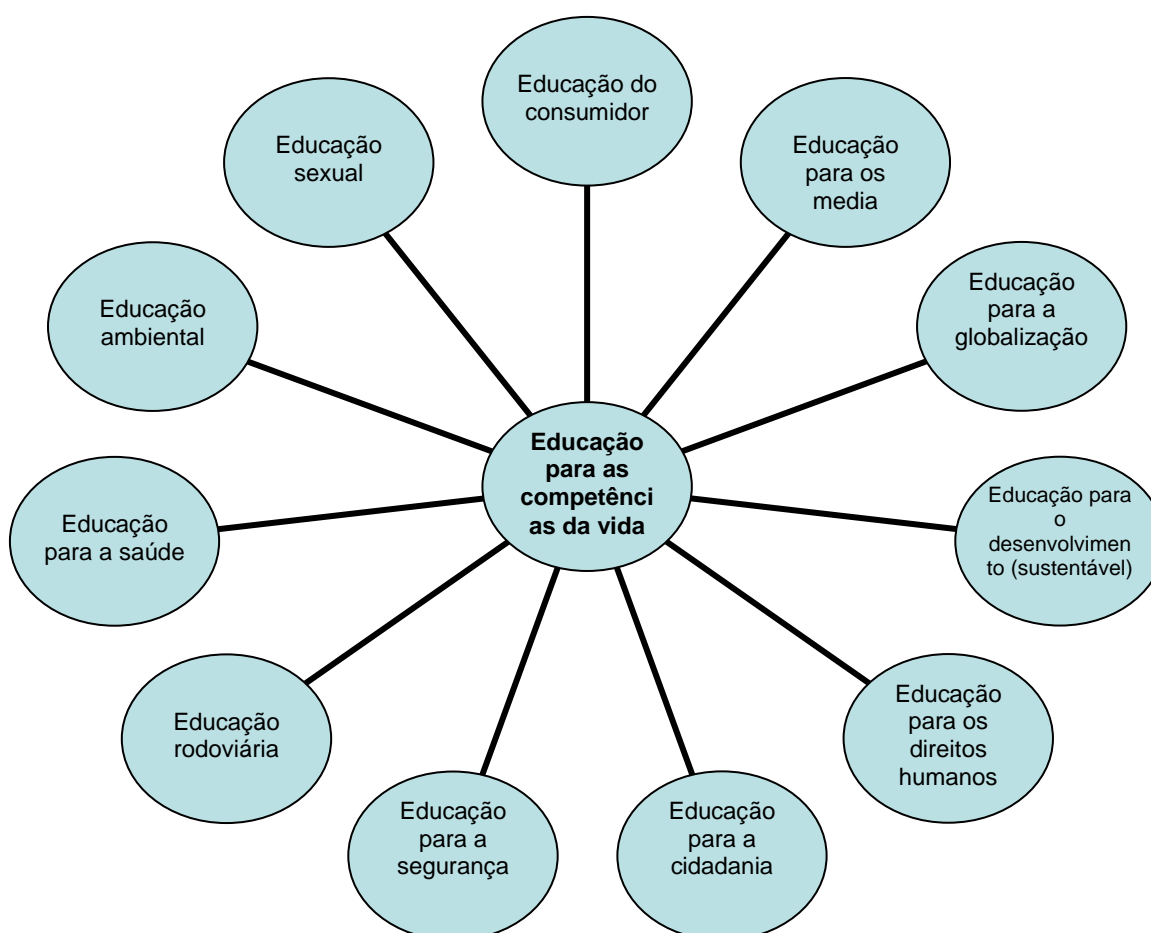 Educação do
consumidor
Educação
para os
media
Educação
para a
globalização
Educação para
o
desenvolvimen
to (sustentável)
Educação
para os
direitos
humanos
Educação
para a
cidadania
Educação
para a
segurança
Educação
rodoviária
Educação
para a saúde
Educação
ambiental
Educação
sexual
Educação
para as
competênci
as da vida